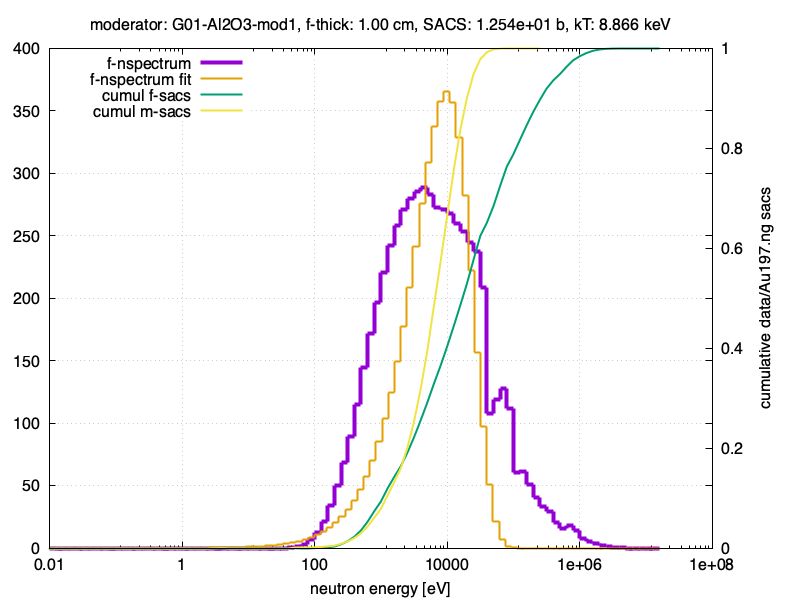 moderator: G01-Al2O3-mod1, f-thick: 1.00 cm, SACS: 1.254e+01 b, kT: 8.866 keV
f-nspectrum
f-nspectrum fit
cumul f-sacs
cumul m-sacs
400
350
300
250
200
150
100
50
0
1
0.8
0.6
0.4
0.2
0
cumulative data/Au197.ng sacs
0.01 1 100 10000 1e+06 1e+08
neutron energy [eV]